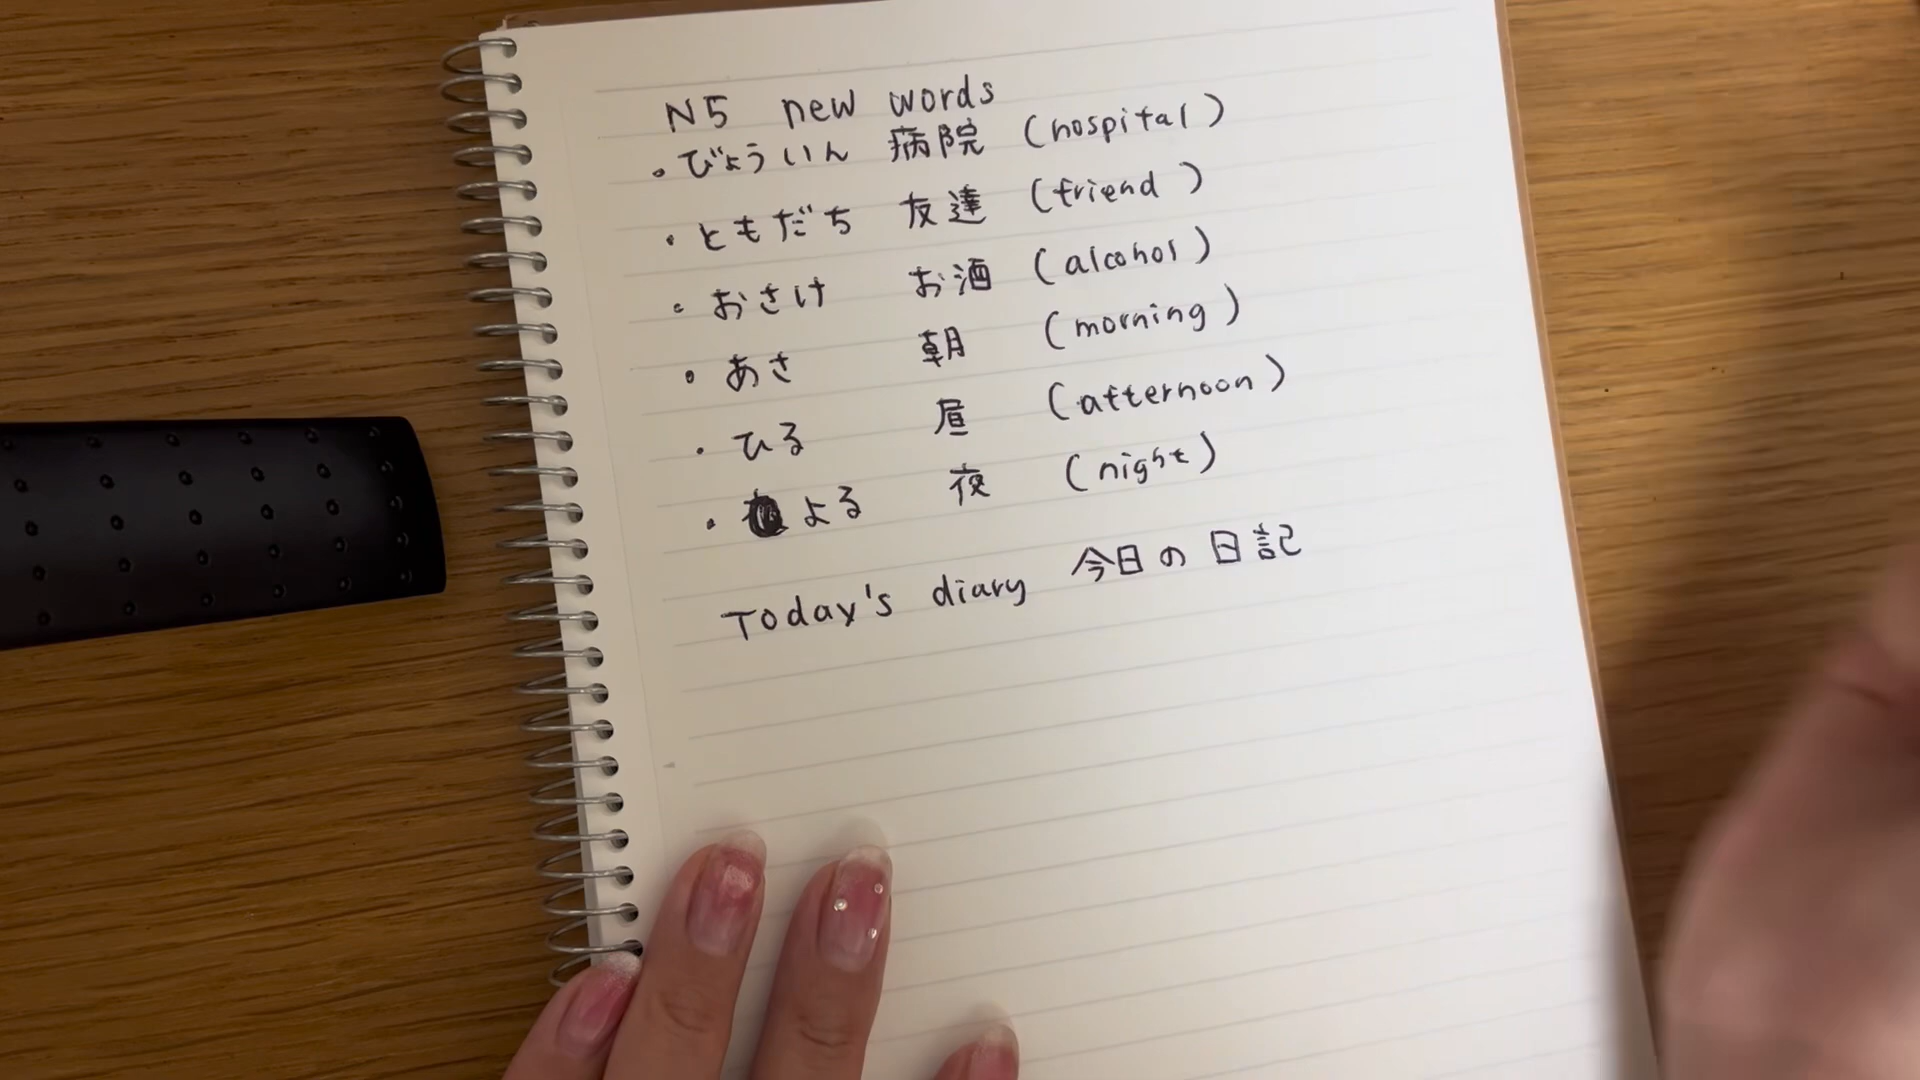 N5 new words
・びょういん 病院 (hospital)
・ともだち 友達 (friend)
・おさけ お酒 (alcohol)
・あさ 朝 (morning)
・ひる 昼 (afternoon)
・よる 夜 (night)
Today's diary 今日の日記